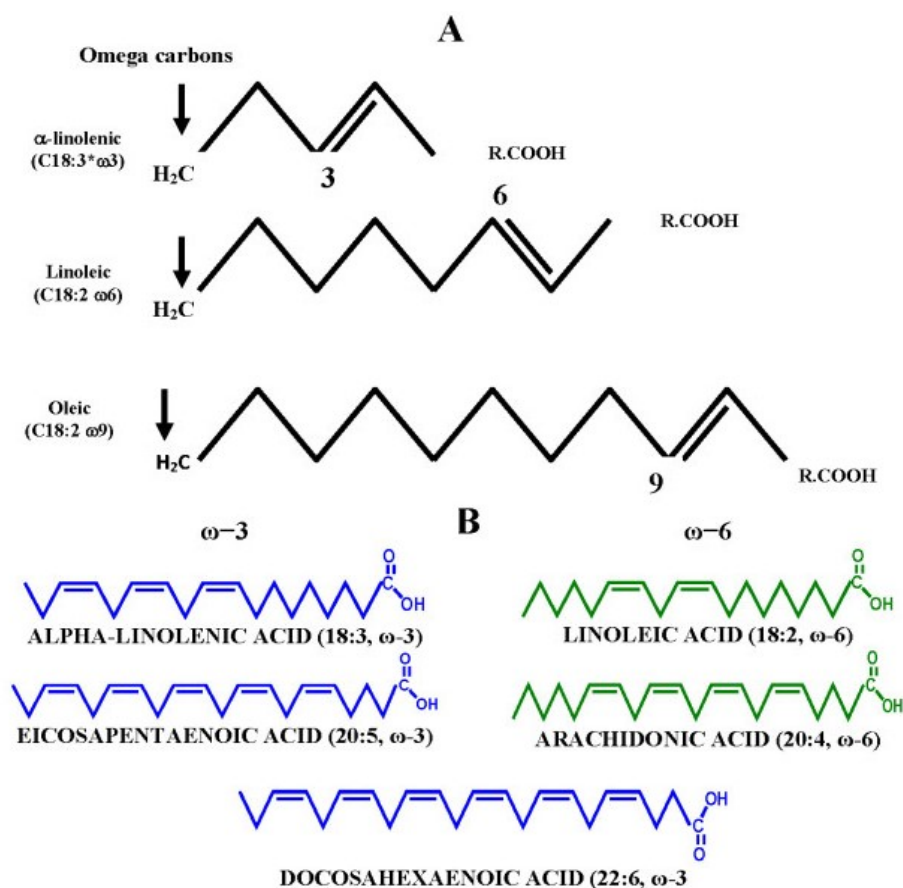 A
Omega carbons
α-linolenic
(C18:3*ω3)
H₂C
3
R.COOH
6
R.COOH
Linoleic
(C18:2 ω6)
H₂C
Oleic
(C18:2 ω9)
H₂C
9
R.COOH
B
ω−3
ω−6
O
C
OH
ALPHA-LINOLENIC ACID (18:3, ω-3)
O
C
OH
LINOLEIC ACID (18:2, ω-6)
O
C
OH
EICOSAPENTAENOIC ACID (20:5, ω-3)
O
C
OH
ARACHIDONIC ACID (20:4, ω-6)
OH
C
O
DOCOSAHEXAENOIC ACID (22:6, ω-3